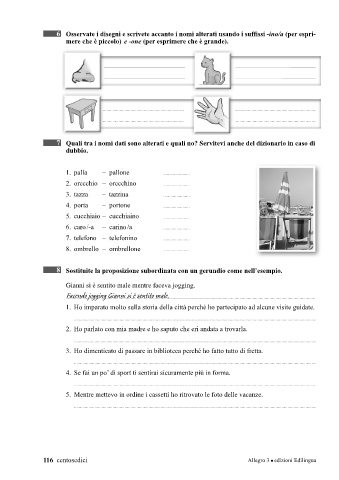 6 Osservate i disegni e scrivete accanto i nomi alterati usando i suffissi -ino/a (per espri-
mere che è piccolo) e -one (per esprimere che è grande).
7 Quali tra i nomi dati sono alterati e quali no? Servitevi anche del dizionario in caso di
dubbio.
1. palla – pallone
2. orecchio – orecchino
3. tazza – tazzina
4. porta – portone
5. cucchiaio – cucchiaino
6. caro/-a – carino/a
7. telefono – telefonino
8. ombrello – ombrellone
8 Sostituite la proposizione subordinata con un gerundio come nell'esempio.
Gianni si è sentito male mentre faceva jogging.
Facendo jogging Gianni si è sentito male.
1. Ho imparato molto sulla storia della città perché ho partecipato ad alcune visite guidate.
2. Ho parlato con mia madre e ho saputo che eri andata a trovarla.
3. Ho dimenticato di passare in biblioteca perché ho fatto tutto di fretta.
4. Se fai un po' di sport ti sentirai sicuramente più in forma.
5. Mentre mettevo in ordine i cassetti ho ritrovato le foto delle vacanze.
116 centosedici
Allegro 3 ● edizioni Edilingua